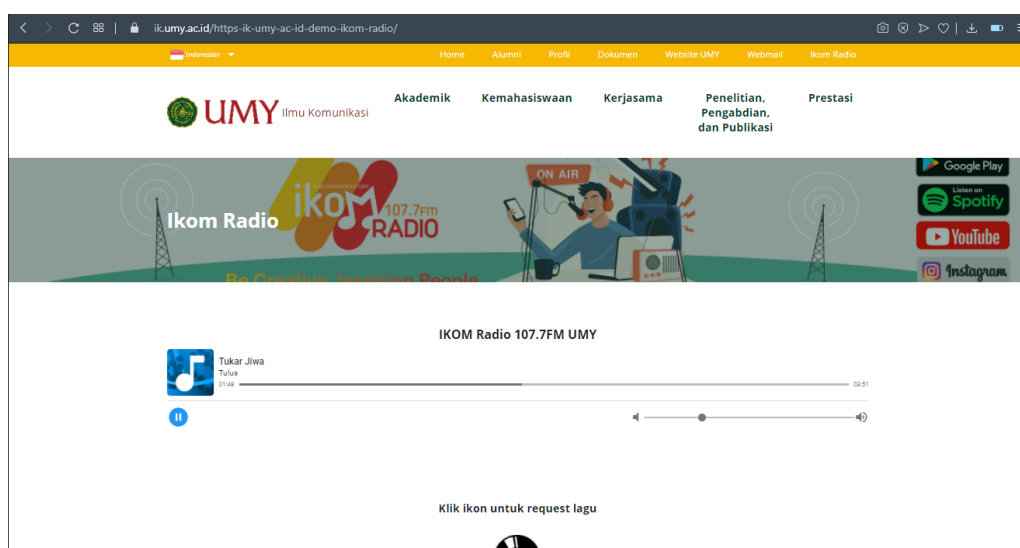 ik.umy.ac.id/https-ik-umy-ac-id-demo-ikom-radio/
Indonesian
Home Alumni Profil Dokumen Website UMY Webmail Ikom Radio
UMY Ilmu Komunikasi
Akademik Kemahasiswaan Kerjasama Penelitian, Pengabdian, dan Publikasi Prestasi
Ikom Radio
ikom
107.7Fm
RADIO
Be Creative, Inspiring People
ON AIR
Google Play
Listen on
Spotify
YouTube
Instagram
IKOM Radio 107.7FM UMY
Tukar Jiwa
Tulus
01:49 03:51
Klik ikon untuk request lagu